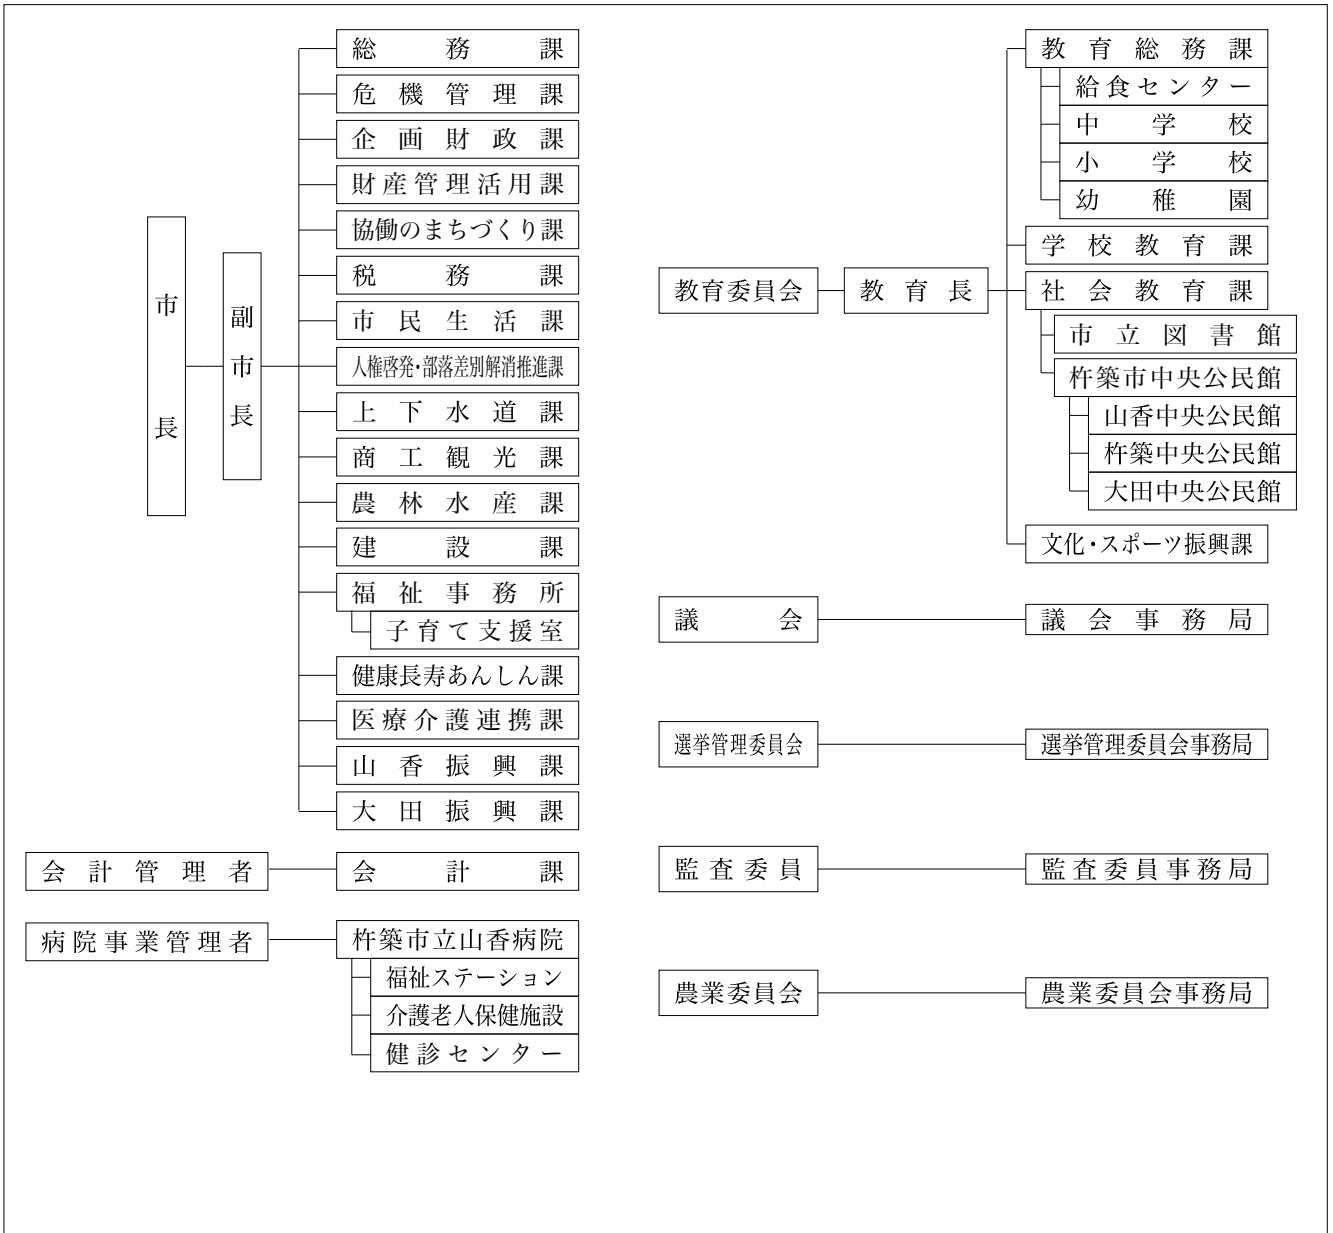 市長
副市長
総務課
危機管理課
企画財政課
財産管理活用課
協働のまちづくり課
税務課
市民生活課
人権啓発・部落差別解消推進課
上下水道課
商工観光課
農林水産課
建設課
福祉事務所
子育て支援室
健康長寿あんしん課
医療介護連携課
山香振興課
大田振興課
会計管理者
会計課
病院事業管理者
杵築市立山香病院
福祉ステーション
介護老人保健施設
健診センター
教育委員会
教育長
教育総務課
給食センター
中学校
小学校
幼稚園
学校教育課
社会教育課
市立図書館
杵築市中央公民館
山香中央公民館
杵築中央公民館
大田中央公民館
文化・スポーツ振興課
議会
議会事務局
選挙管理委員会
選挙管理委員会事務局
監査委員
監査委員事務局
農業委員会
農業委員会事務局